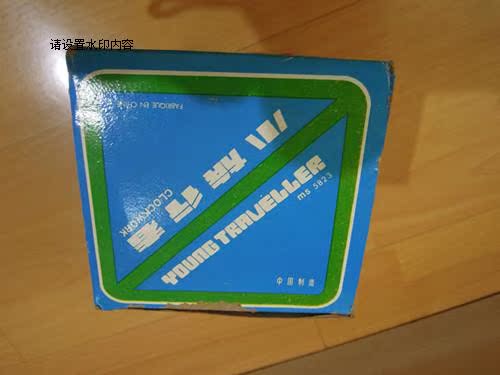 请设置水印内容
FABRIQUE EN CHINE
小旅行者
CLOCKWORK
YOUNG TRAVELLER
MS 5823
中国制造